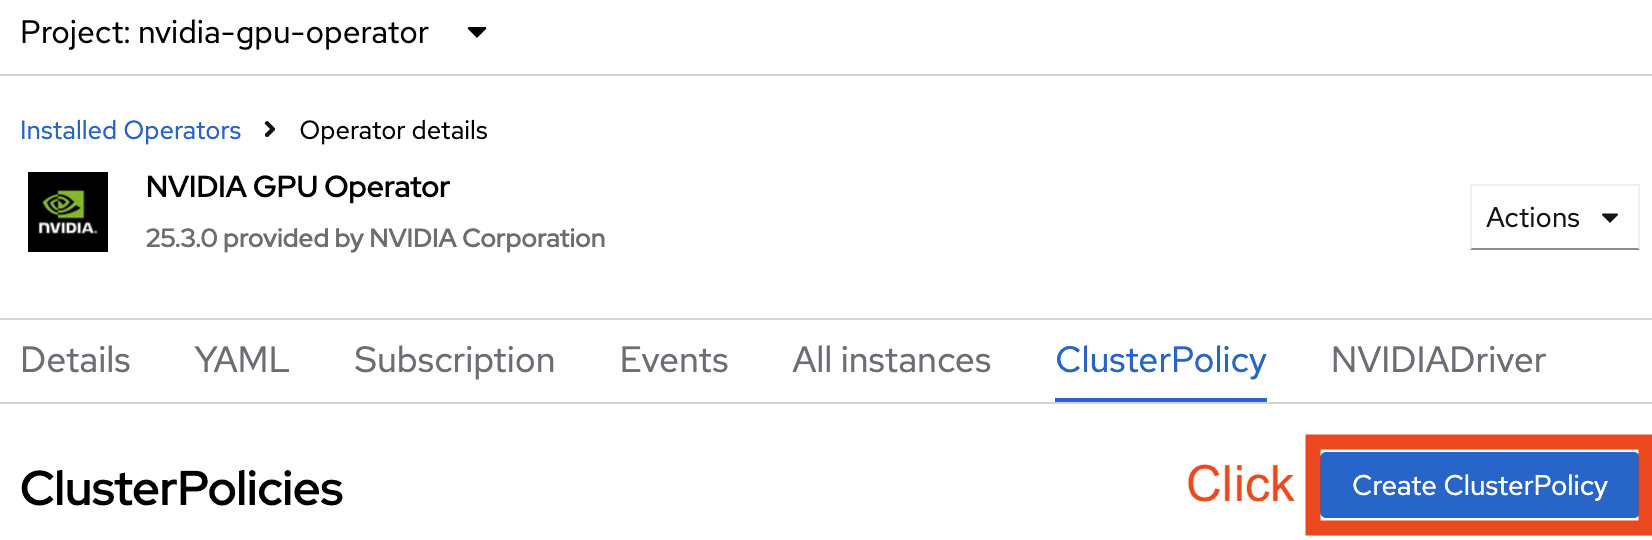 Project: nvidia-gpu-operator
Installed Operators Operator details
NVIDIA GPU Operator
nVIDIA.
25.3.0 provided by NVIDIA Corporation
Actions
Details YAML Subscription Events All instances ClusterPolicy NVIDIADriver
ClusterPolicies
Click Create ClusterPolicy